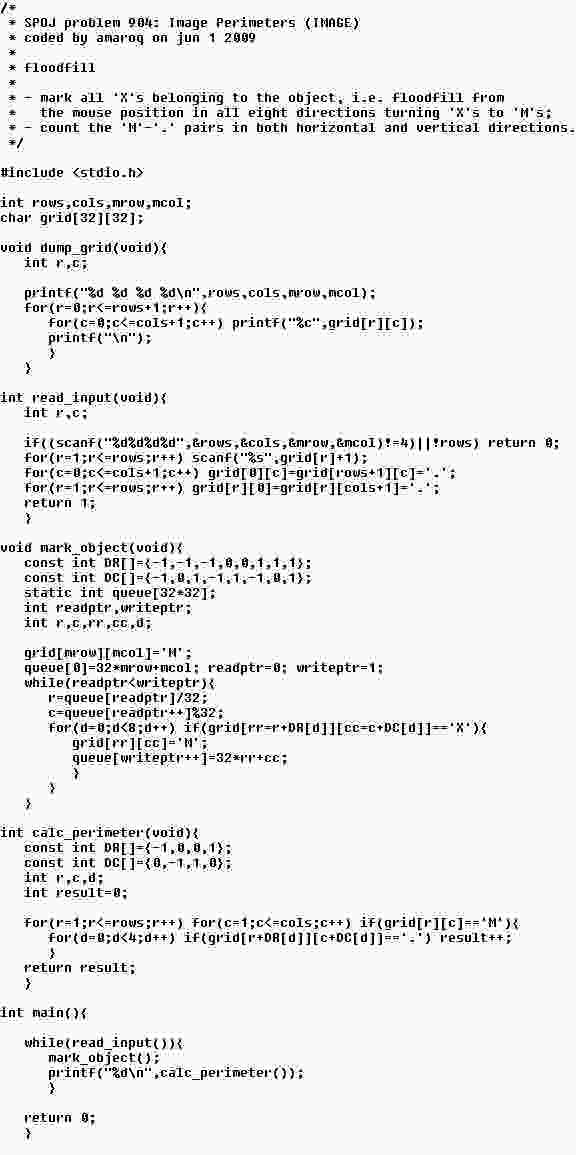 /*
 * SPOJ problem 904: Image Perimeters (IMAGE)
 * coded by amaroq on jun 1 2009
 *
 * floodfill
 *
 * - mark all 'X's belonging to the object, i.e. floodfill from
 *   the mouse position in all eight directions turning 'X's to 'M's;
 * - count the 'M'-'.' pairs in both horizontal and vertical directions.
 */

#include <stdio.h>

int rows,cols,mrow,mcol;
char grid[32][32];

void dump_grid(void){
   int r,c;

   printf("%d %d %d %d\n",rows,cols,mrow,mcol);
   for(r=0;r<=rows+1;r++){
      for(c=0;c<=cols+1;c++) printf("%c",grid[r][c]);
      printf("\n");
      }
   }

int read_input(void){
   int r,c;

   if((scanf("%d%d%d%d",&rows,&cols,&mrow,&mcol)!=4)||!rows) return 0;
   for(r=1;r<=rows;r++) scanf("%s",grid[r]+1);
   for(c=0;c<=cols+1;c++) grid[0][c]=grid[rows+1][c]='.';
   for(r=1;r<=rows;r++) grid[r][0]=grid[r][cols+1]='.';
   return 1;
   }

void mark_object(void){
   const int DR[]={-1,-1,-1,0,0,1,1,1};
   const int DC[]={-1,0,1,-1,1,-1,0,1};
   static int queue[32*32];
   int readptr,writeptr;
   int r,c,rr,cc,d;

   grid[mrow][mcol]='M';
   queue[0]=32*mrow+mcol; readptr=0; writeptr=1;
   while(readptr<writeptr){
      r=queue[readptr]/32;
      c=queue[readptr++]%32;
      for(d=0;d<8;d++) if(grid[rr=r+DR[d]][cc=c+DC[d]]=='X'){
         grid[rr][cc]='M';
         queue[writeptr++]=32*rr+cc;
         }
      }
   }

int calc_perimeter(void){
   const int DR[]={-1,0,0,1};
   const int DC[]={0,-1,1,0};
   int r,c,d;
   int result=0;

   for(r=1;r<=rows;r++) for(c=1;c<=cols;c++) if(grid[r][c]=='M'){
      for(d=0;d<4;d++) if(grid[r+DR[d]][c+DC[d]]=='.') result++;
      }
   return result;
   }

int main(){

   while(read_input()){
      mark_object();
      printf("%d\n",calc_perimeter());
      }

   return 0;
   }